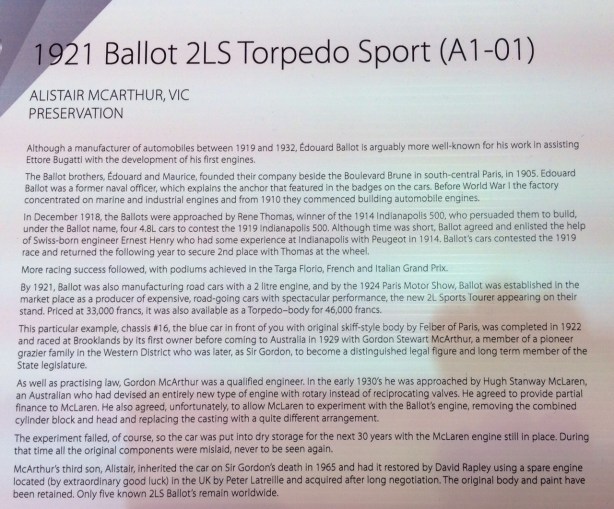 1921 Ballot 2LS Torpedo Sport (A1-01)
ALISTAIR MCARTHUR, VIC
PRESERVATION
Although a manufacturer of automobiles between 1919 and 1932, Édouard Ballot is arguably more well-known for his work in assisting
Ettore Bugatti with the development of his first engines.
The Ballot brothers, Édouard and Maurice, founded their company beside the Boulevard Brune in south-central Paris, in 1905. Edouard
Ballot was a former naval officer, which explains the anchor that featured in the badges on the cars. Before World War I the factory
concentrated on marine and industrial engines and from 1910 they commenced building automobile engines.
In December 1918, the Ballots were approached by Rene Thomas, winner of the 1914 Indianapolis 500, who persuaded them to build,
under the Ballot name, four 4.8L cars to contest the 1919 Indianapolis 500. Although time was short, Ballot agreed and enlisted the help
of Swiss-born engineer Ernest Henry who had some experience at Indianapolis with Peugeot in 1914. Ballot's cars contested the 1919
race and returned the following year to secure 2nd place with Thomas at the wheel.
More racing success followed, with podiums achieved in the Targa Florio, French and Italian Grand Prix.
By 1921, Ballot was also manufacturing road cars with a 2 litre engine, and by the 1924 Paris Motor Show, Ballot was established in the
market place as a producer of expensive, road-going cars with spectacular performance, the new 2L Sports Tourer appearing on their
stand. Priced at 33,000 francs, it was also available as a Torpedo–body for 46,000 francs.
This particular example, chassis #16, the blue car in front of you with original skiff-style body by Felber of Paris, was completed in 1922
and raced at Brooklands by its first owner before coming to Australia in 1929 with Gordon Stewart McArthur, a member of a pioneer
grazier family in the Western District who was later, as Sir Gordon, to become a distinguished legal figure and long term member of the
State legislature.
As well as practising law, Gordon McArthur was a qualified engineer. In the early 1930's he was approached by Hugh Stanway McLaren,
an Australian who had devised an entirely new type of engine with rotary instead of reciprocating valves. He agreed to provide partial
finance to McLaren. He also agreed, unfortunately, to allow McLaren to experiment with the Ballot's engine, removing the combined
cylinder block and head and replacing the casting with a quite different arrangement.
The experiment failed, of course, so the car was put into dry storage for the next 30 years with the McLaren engine still in place. During
that time all the original components were mislaid, never to be seen again.
McArthur's third son, Alistair, inherited the car on Sir Gordon's death in 1965 and had it restored by David Rapley using a spare engine
located (by extraordinary good luck) in the UK by Peter Latreille and acquired after long negotiation. The original body and paint have
been retained. Only five known 2LS Ballot's remain worldwide.